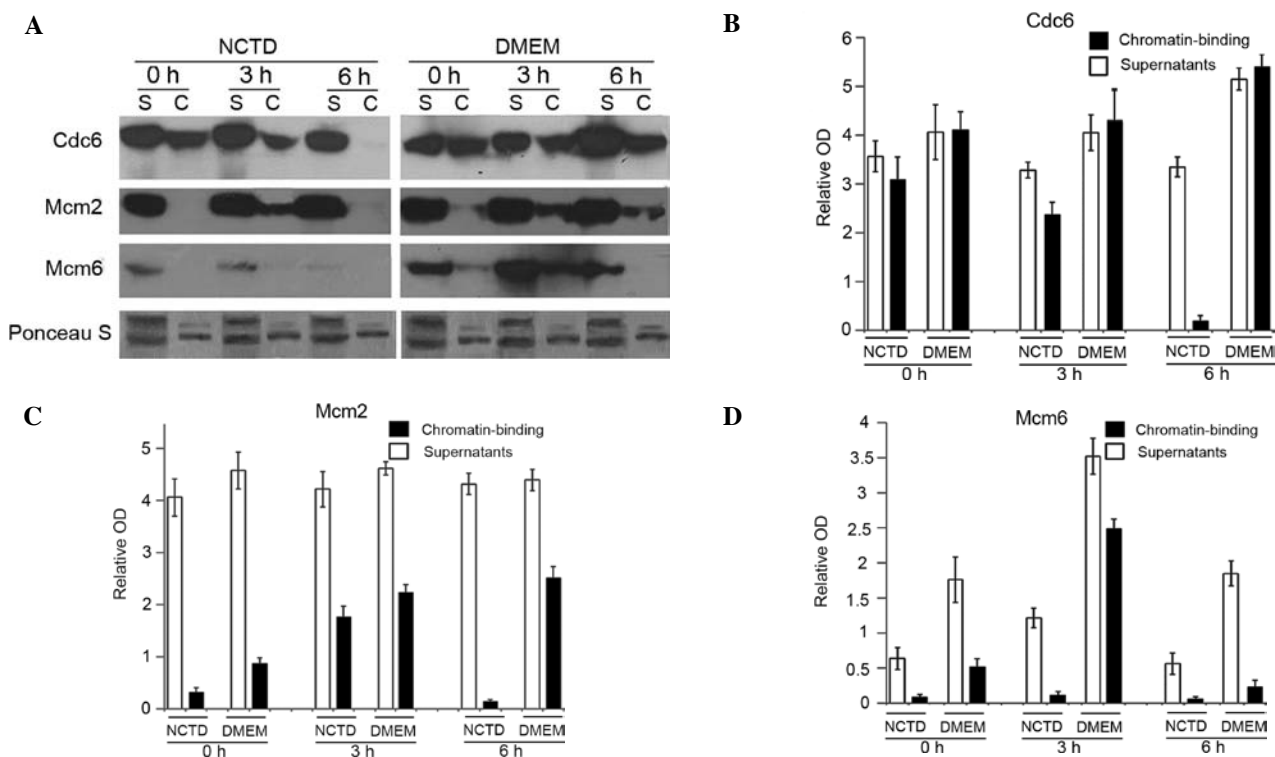 A
NCTD DMEM
0 h 3 h 6 h 0 h 3 h 6 h
S C S C S C S C S C S C
Cdc6
Mcm2
Mcm6
Ponceau S
B
Cdc6
Chromatin-binding
Supernatants
Relative OD
6
5
4
3
2
1
0
NCTD DMEM NCTD DMEM NCTD DMEM
0 h 3 h 6 h
C
Mcm2
Chromatin-binding
Supernatants
Relative OD
5
4
3
2
1
0
NCTD DMEM NCTD DMEM NCTD DMEM
0 h 3 h 6 h
D
Mcm6
Chromatin-binding
Supernatants
Relative OD
4
3.5
3
2.5
2
1.5
1
0.5
0
NCTD DMEM NCTD DMEM NCTD DMEM
0 h 3 h 6 h